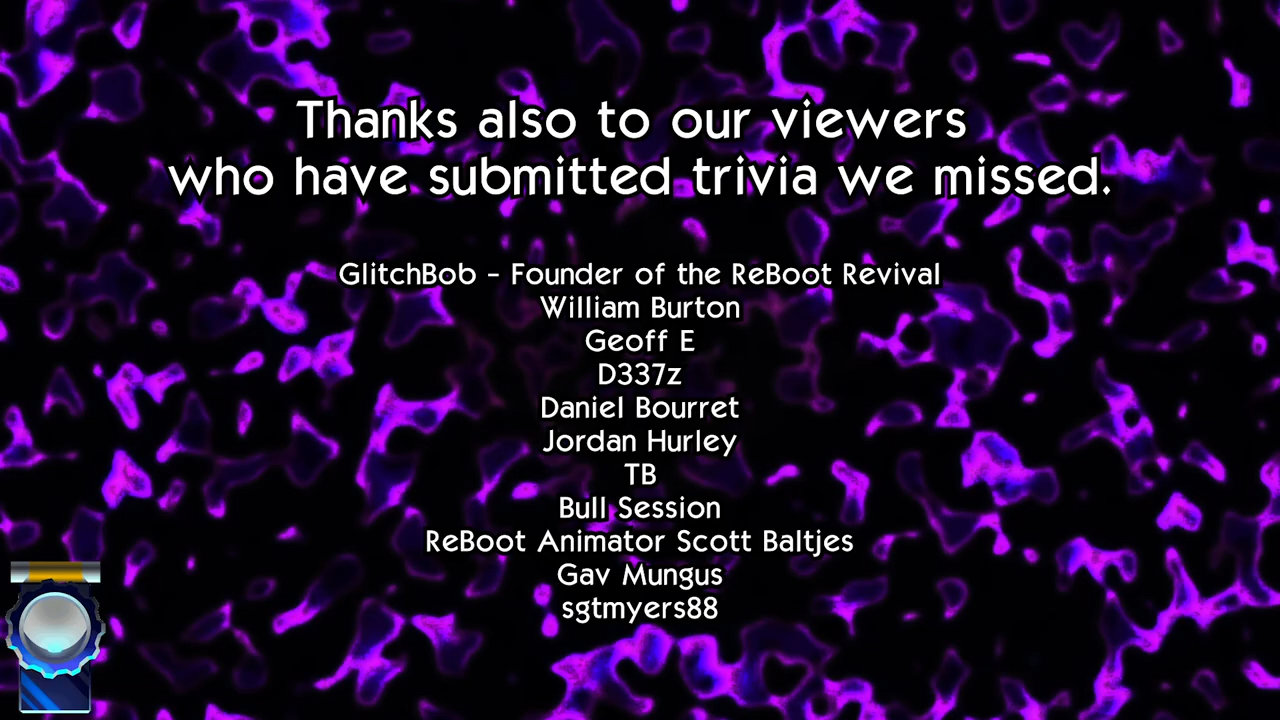 Thanks also to our viewers
who have submitted trivia we missed.
GlitchBob - Founder of the ReBoot Revival
William Burton
Geoff E
D337z
Daniel Bourret
Jordan Hurley
TB
Bull Session
ReBoot Animator Scott Baltjes
Gav Mungus
sgtmyers88